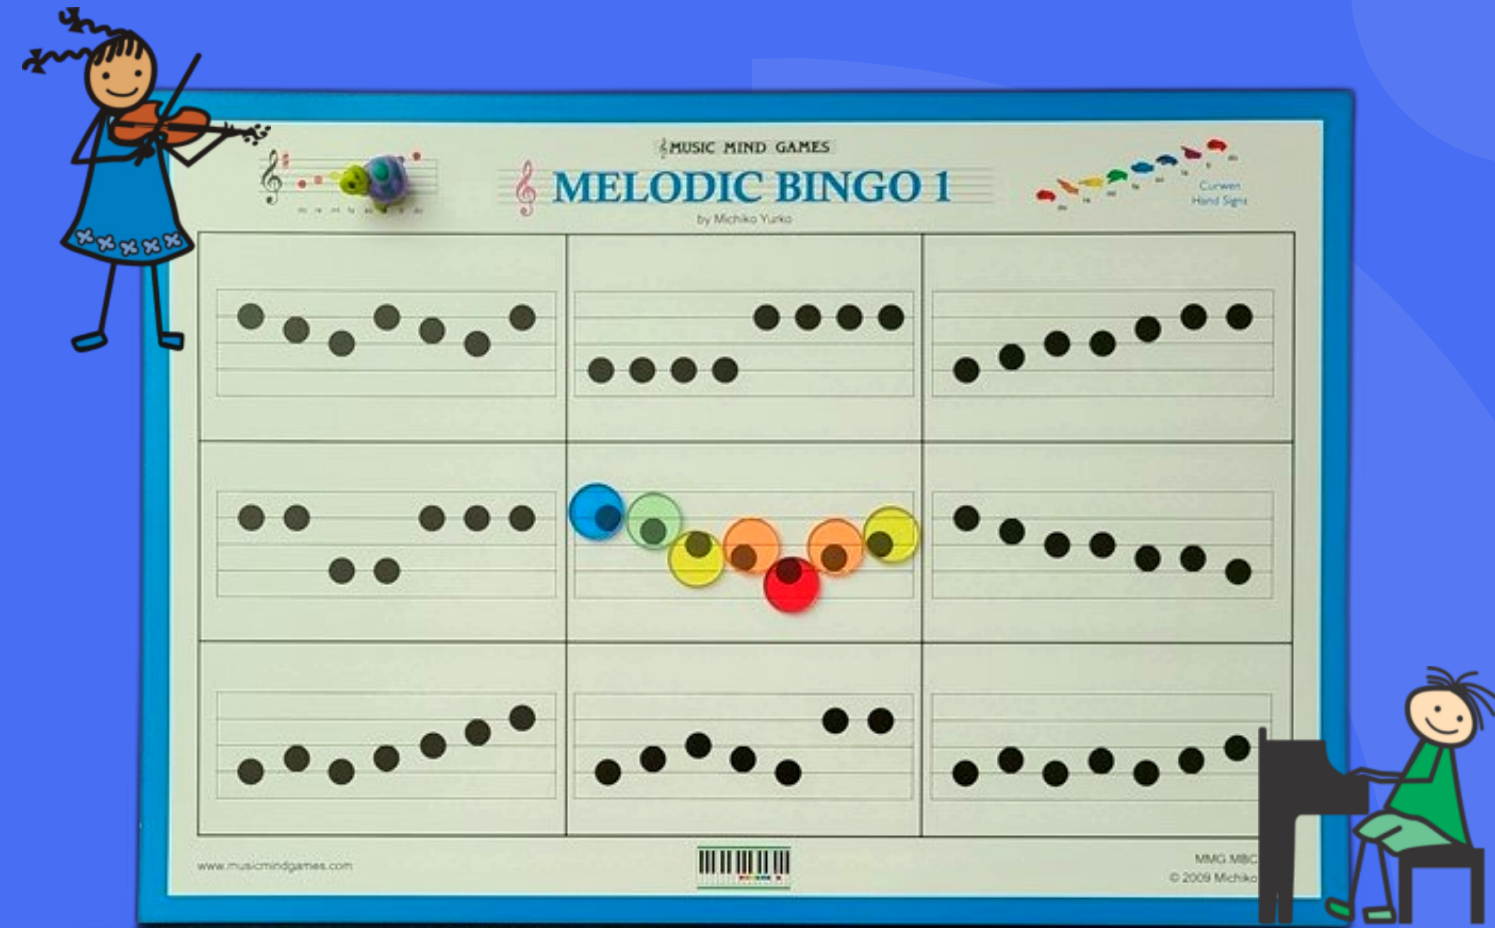 MUSIC MIND GAMES
MELODIC BINGO 1
by Michiko Yurko
Curwen
Hand Signs
www.musicmindgames.com
MMG.MBC
© 2009 Michiko